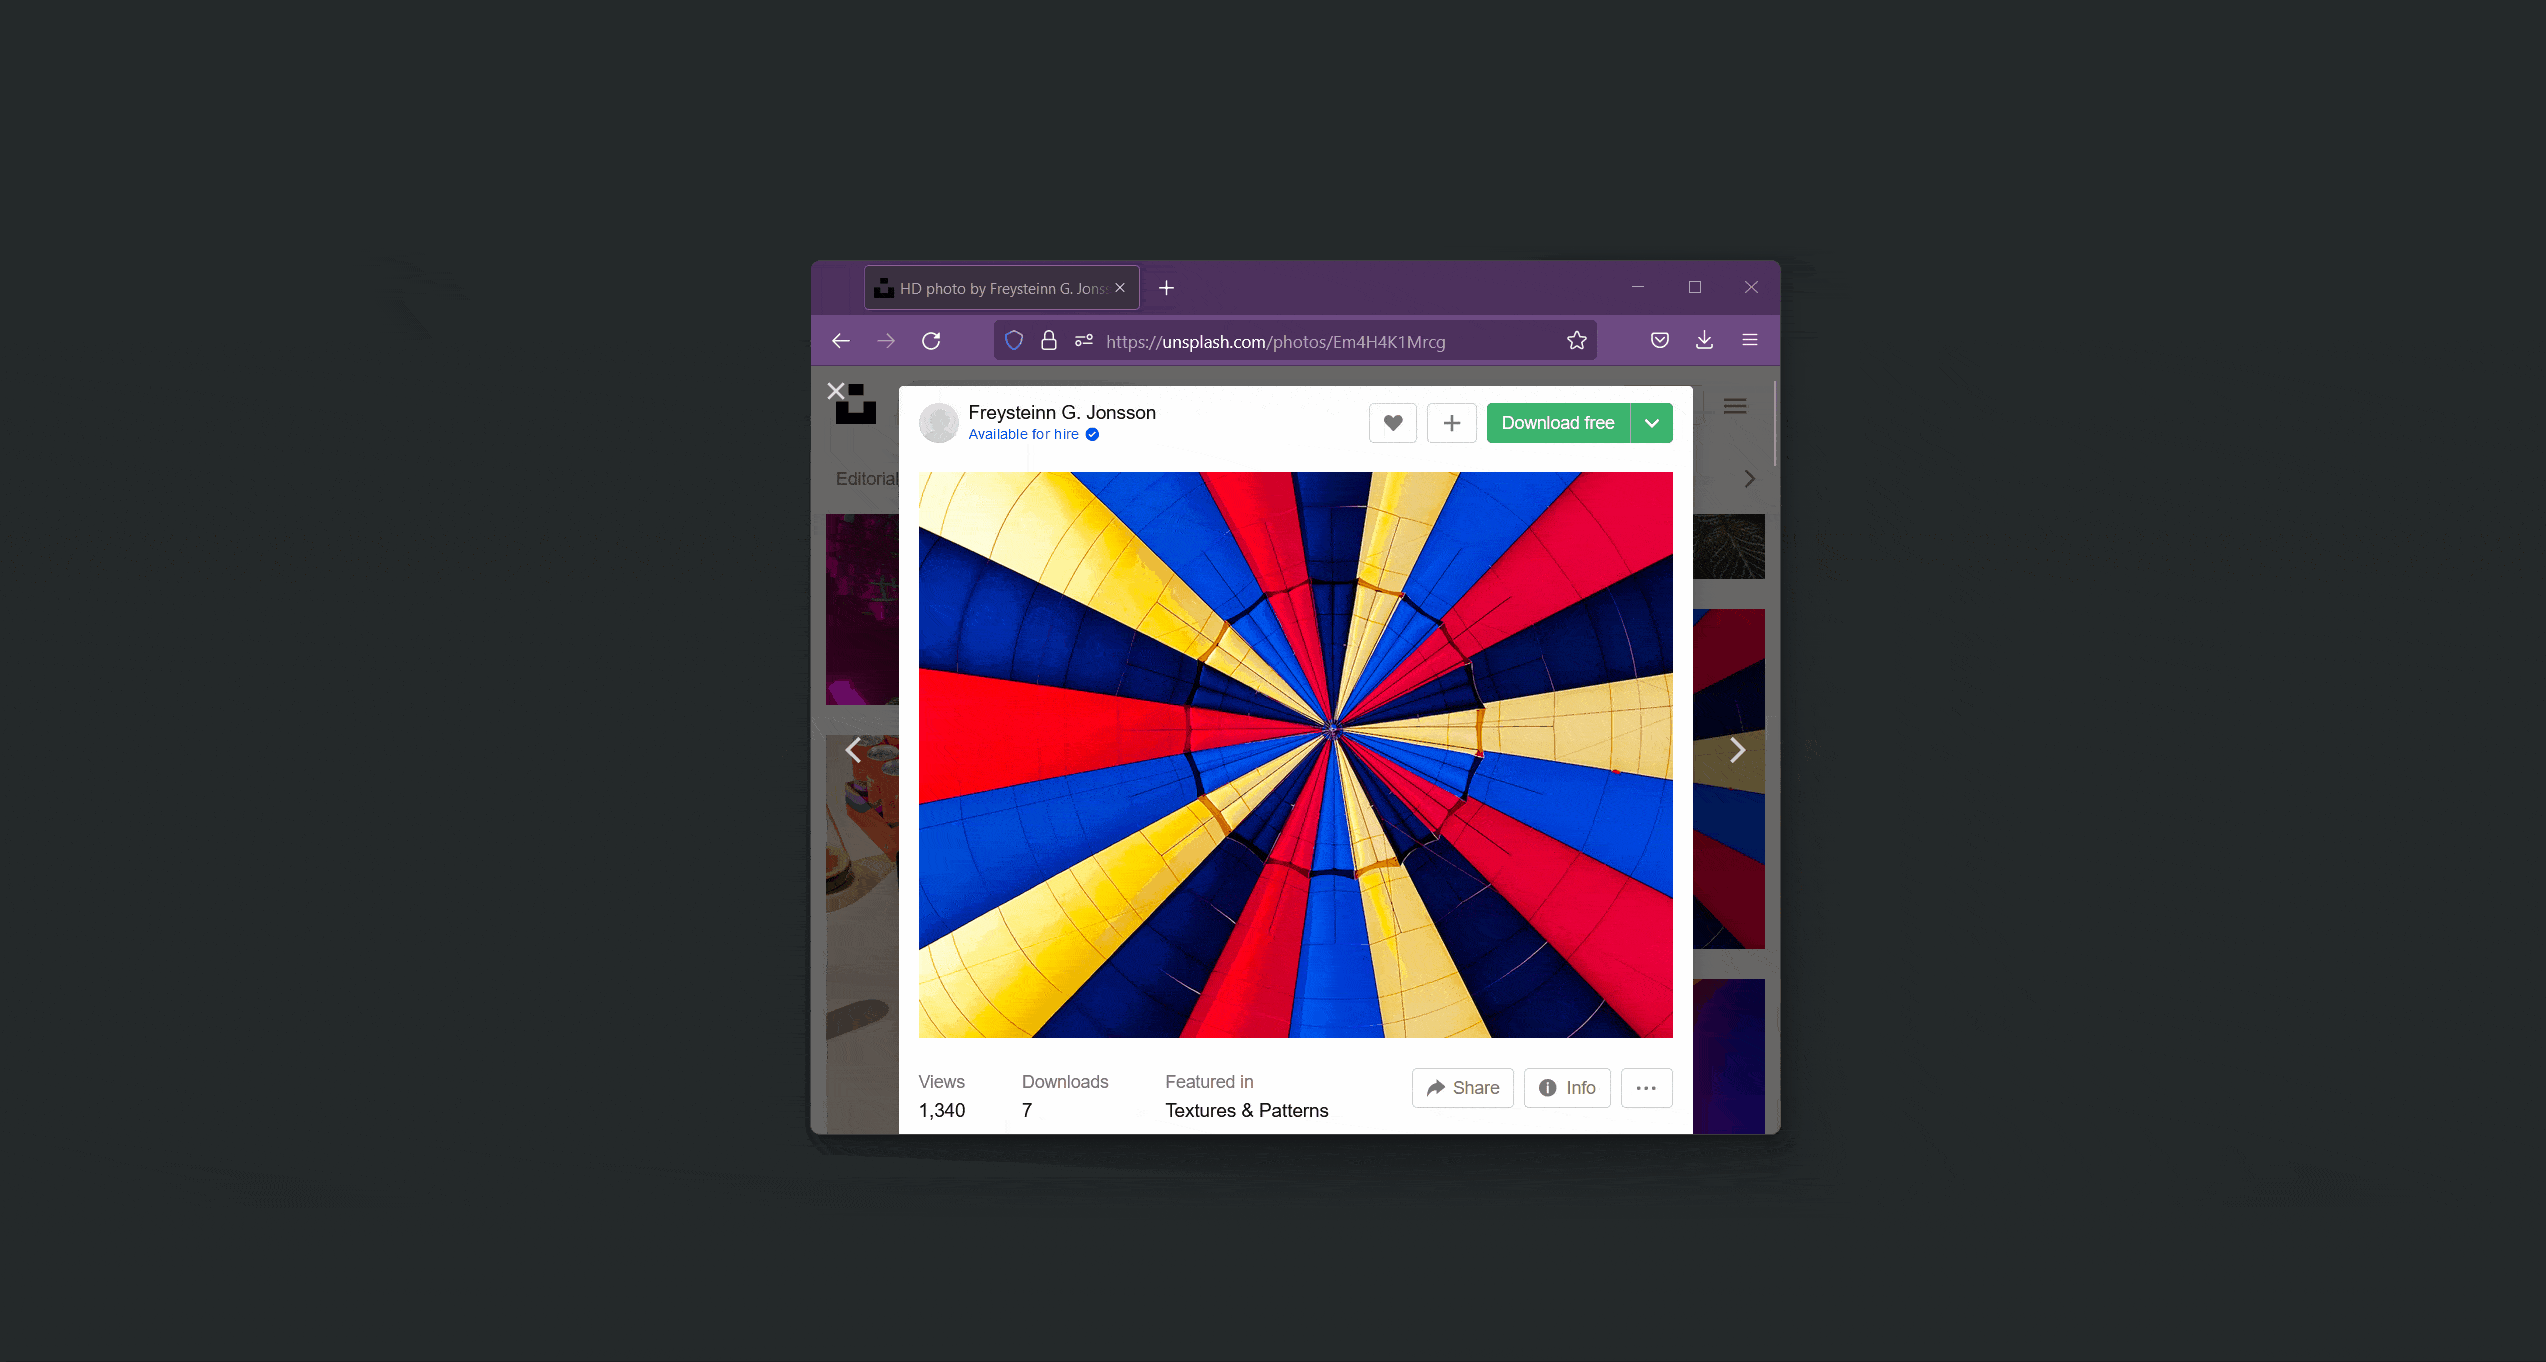 HD photo by Freysteinn G. Jons
https://unsplash.com/photos/Em4H4K1Mrcg
Freysteinn G. Jonsson
Available for hire
Download free
Editorial
Views
Downloads
Featured in
1,340
7
Textures & Patterns
Share
Info